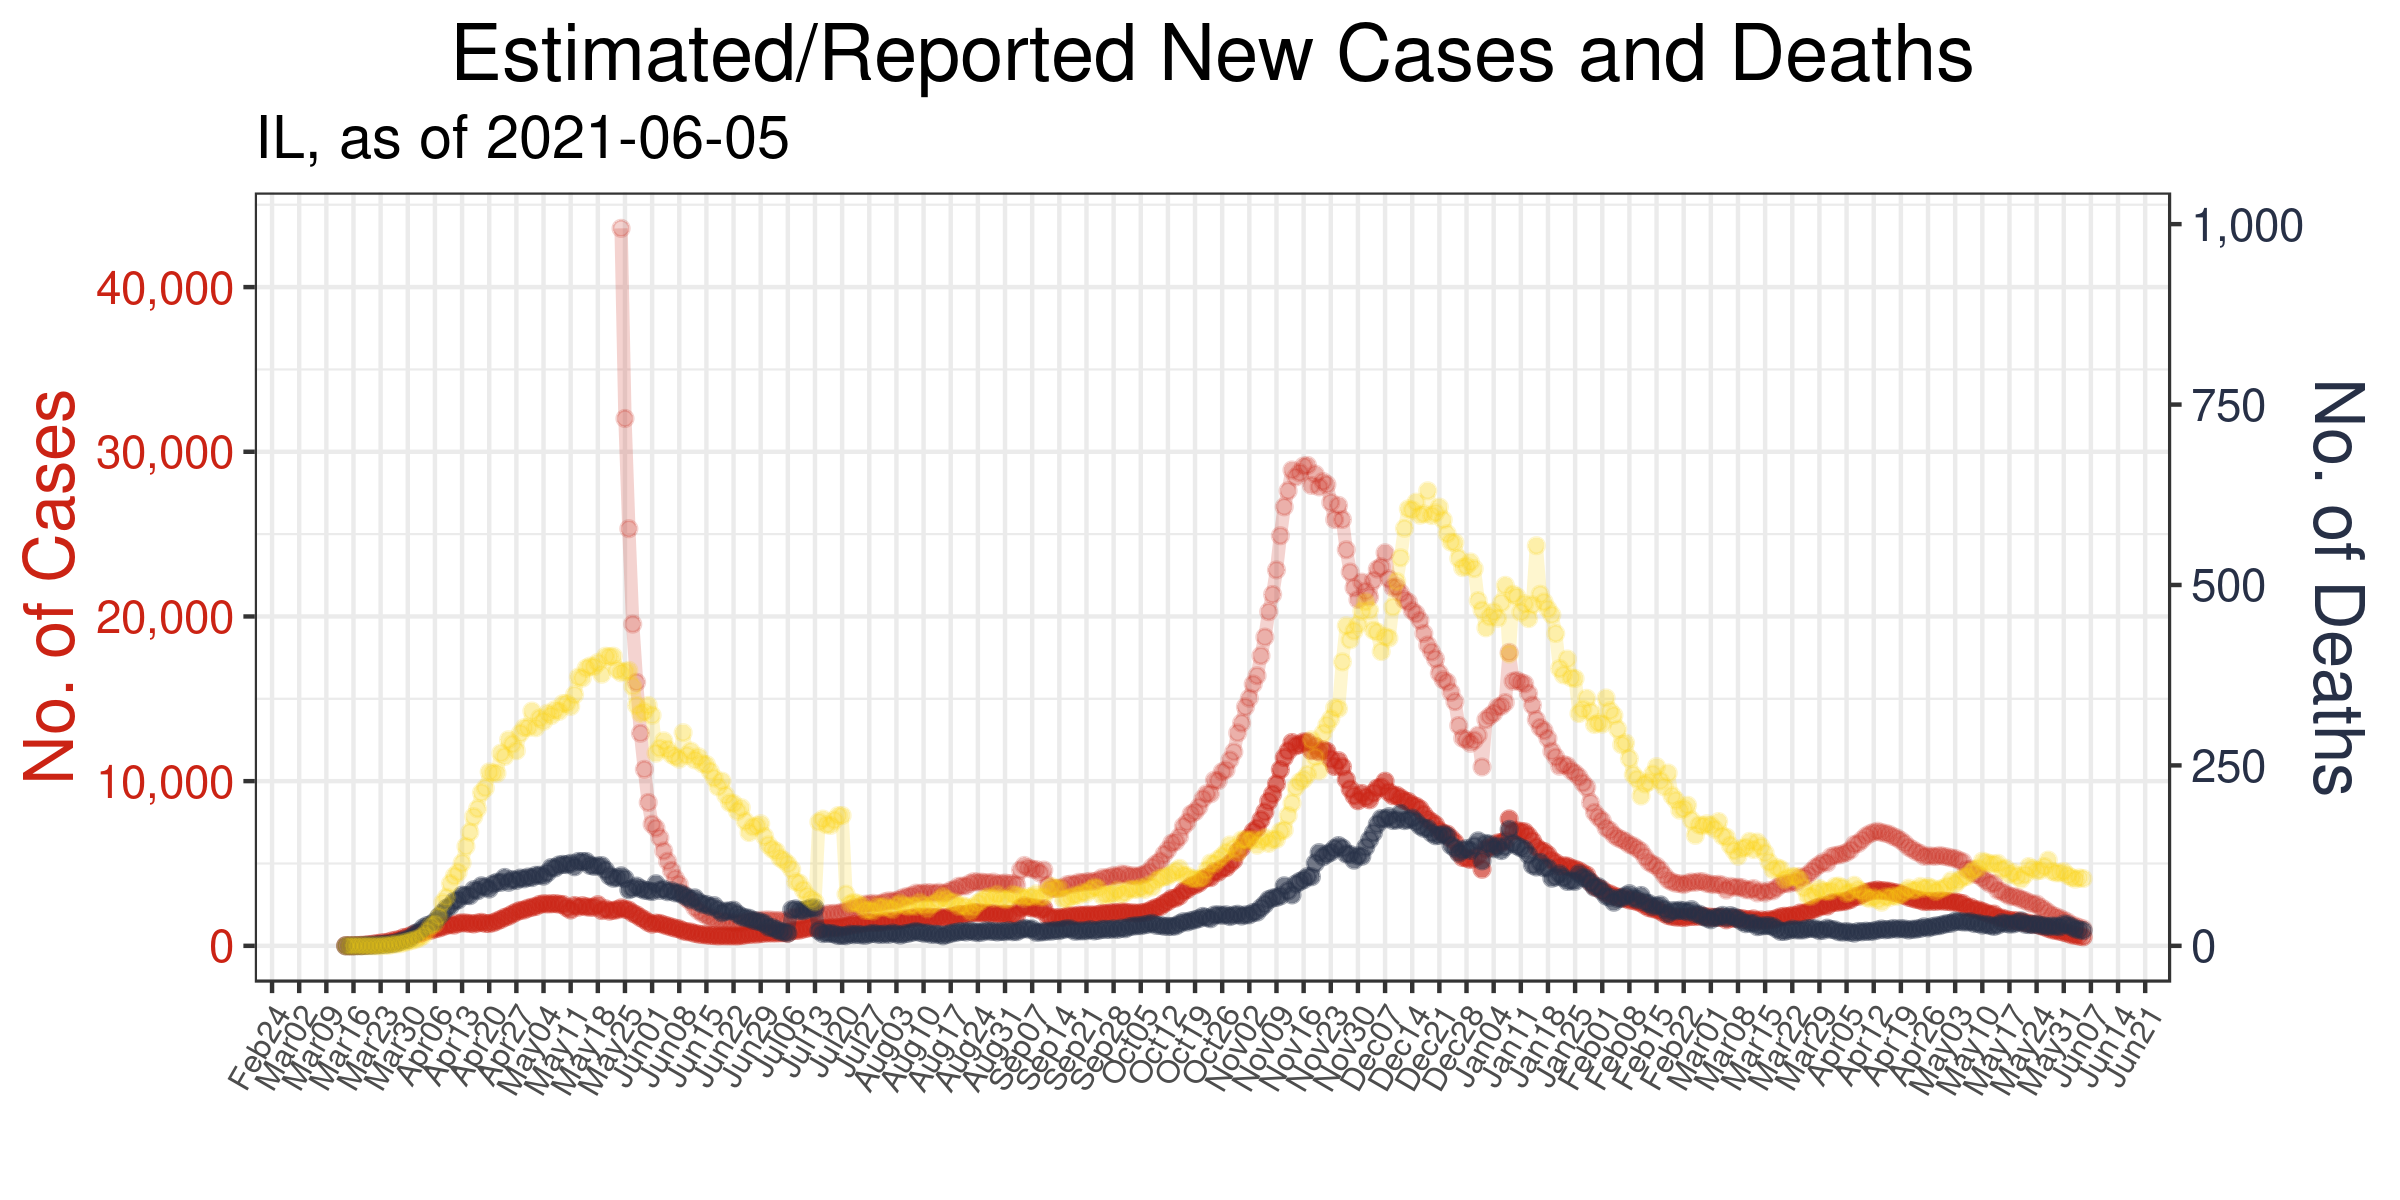 Estimated/Reported New Cases and Deaths
IL, as of 2021-06-05
No. of Cases
40,000
30,000
20,000
10,000
0
1,000
750
500
250
0
No. of Deaths
Feb24
Mar02
Mar09
Mar16
Mar23
Mar30
Apr06
Apr13
Apr20
Apr27
May04
May11
May18
May25
Jun01
Jun08
Jun15
Jun22
Jun29
Jul06
Jul13
Jul20
Jul27
Aug03
Aug10
Aug17
Aug24
Aug31
Sep07
Sep14
Sep21
Sep28
Oct05
Oct12
Oct19
Oct26
Nov02
Nov09
Nov16
Nov23
Nov30
Dec07
Dec14
Dec21
Dec28
Jan04
Jan11
Jan18
Jan25
Feb01
Feb08
Feb15
Feb22
Mar01
Mar08
Mar15
Mar22
Mar29
Apr05
Apr12
Apr19
Apr26
May03
May10
May17
May24
May31
Jun07
Jun14
Jun21